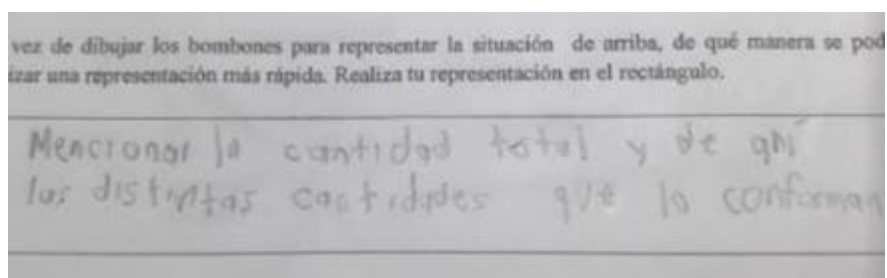 vez de dibujar los bombones para representar la situación de arriba, de qué manera se pod
izar una representación más rápida. Realiza tu representación en el rectángulo.
Mencionar la cantidad total y de ahí
las distintas cantidades que la conforman